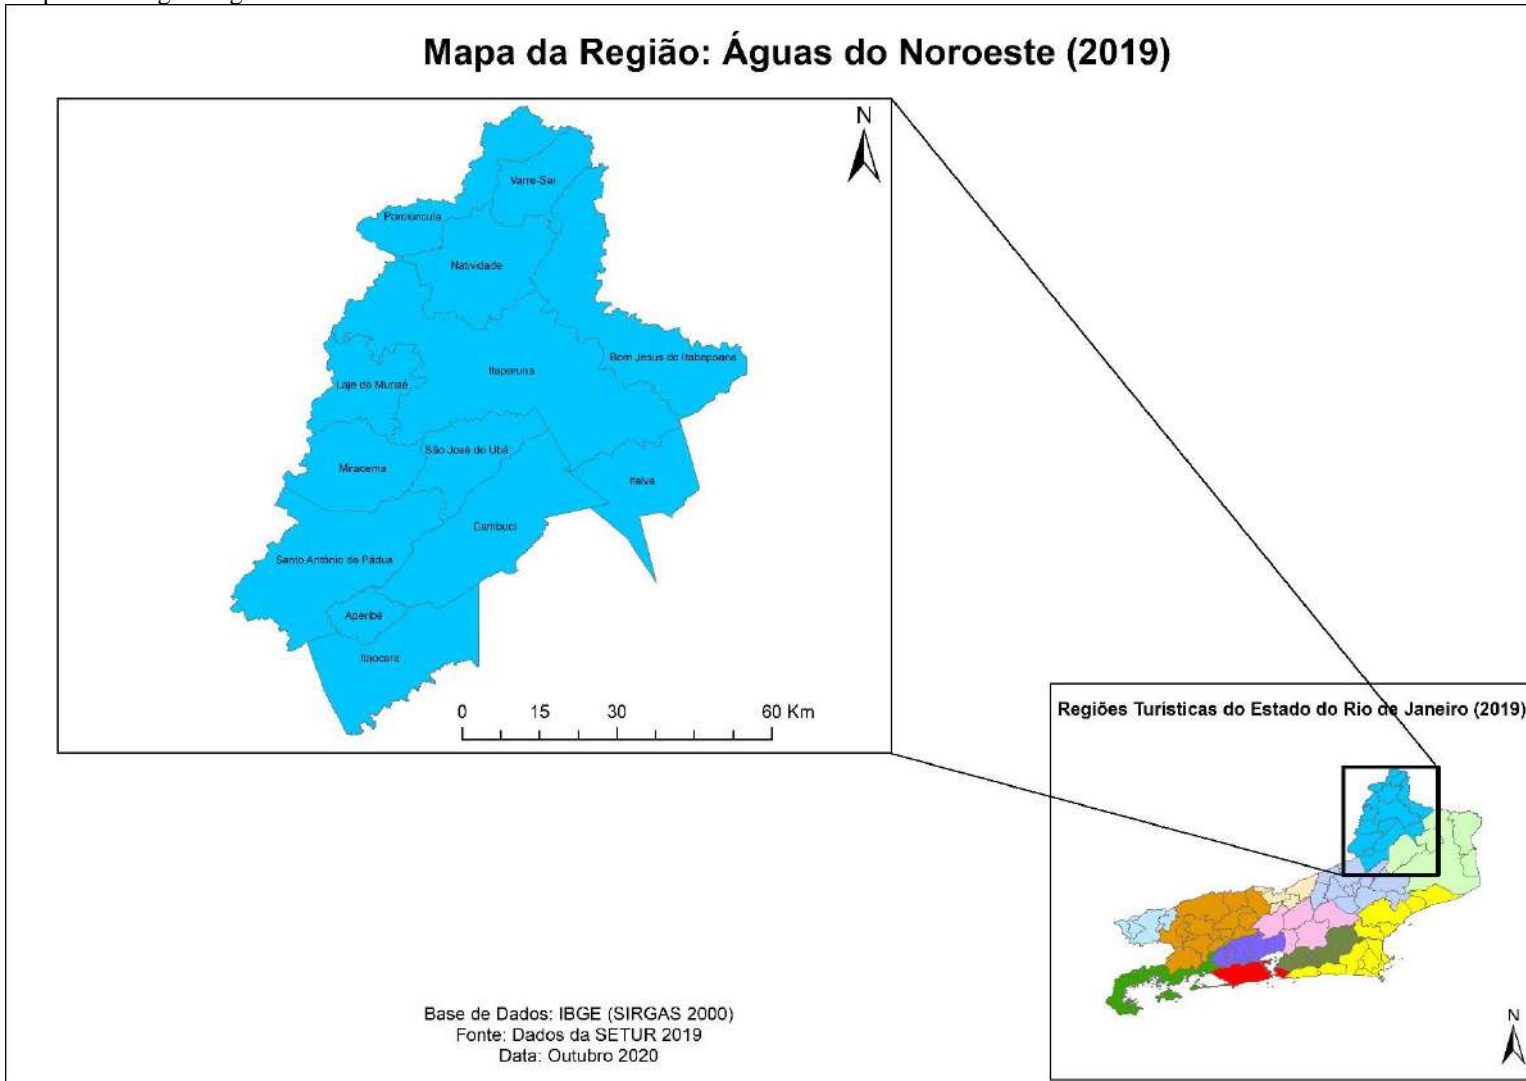 Mapa da Região: Águas do Noroeste (2019)
N
Varre-Sai
Porciúncula
Natividade
Bom Jesus do Itabapoana
Itaperuna
Laje do Muriaé
São José de Ubá
Miracema
Italva
Cambuci
Santo Antônio de Pádua
Aperibé
Itaocara
0 15 30 60 Km
Regiões Turísticas do Estado do Rio de Janeiro (2019)
N
Base de Dados: IBGE (SIRGAS 2000)
Fonte: Dados da SETUR 2019
Data: Outubro 2020